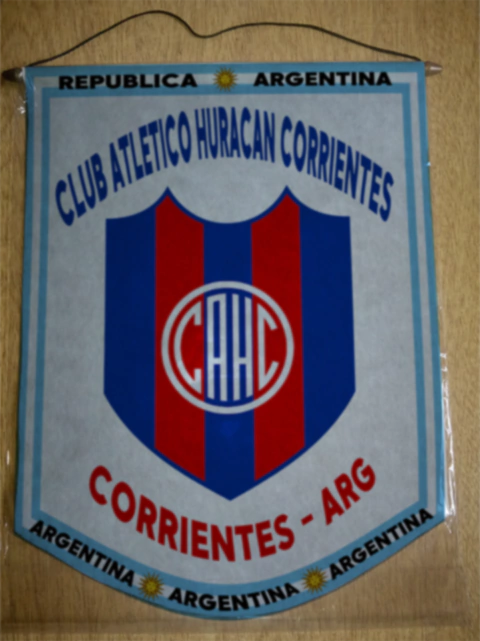 REPUBLICA ARGENTINA
CLUB ATLETICO HURACAN CORRIENTES
CAHC
CORRIENTES - ARG
ARGENTINA ARGENTINA ARGENTINA